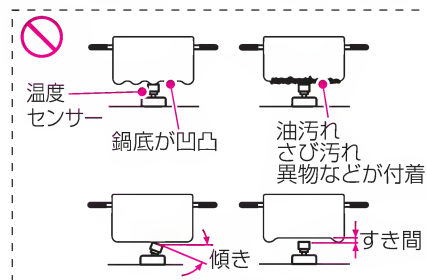 温度
センサー
鍋底が凹凸
油汚れ
さび汚れ
異物などが付着
傾き
すき間